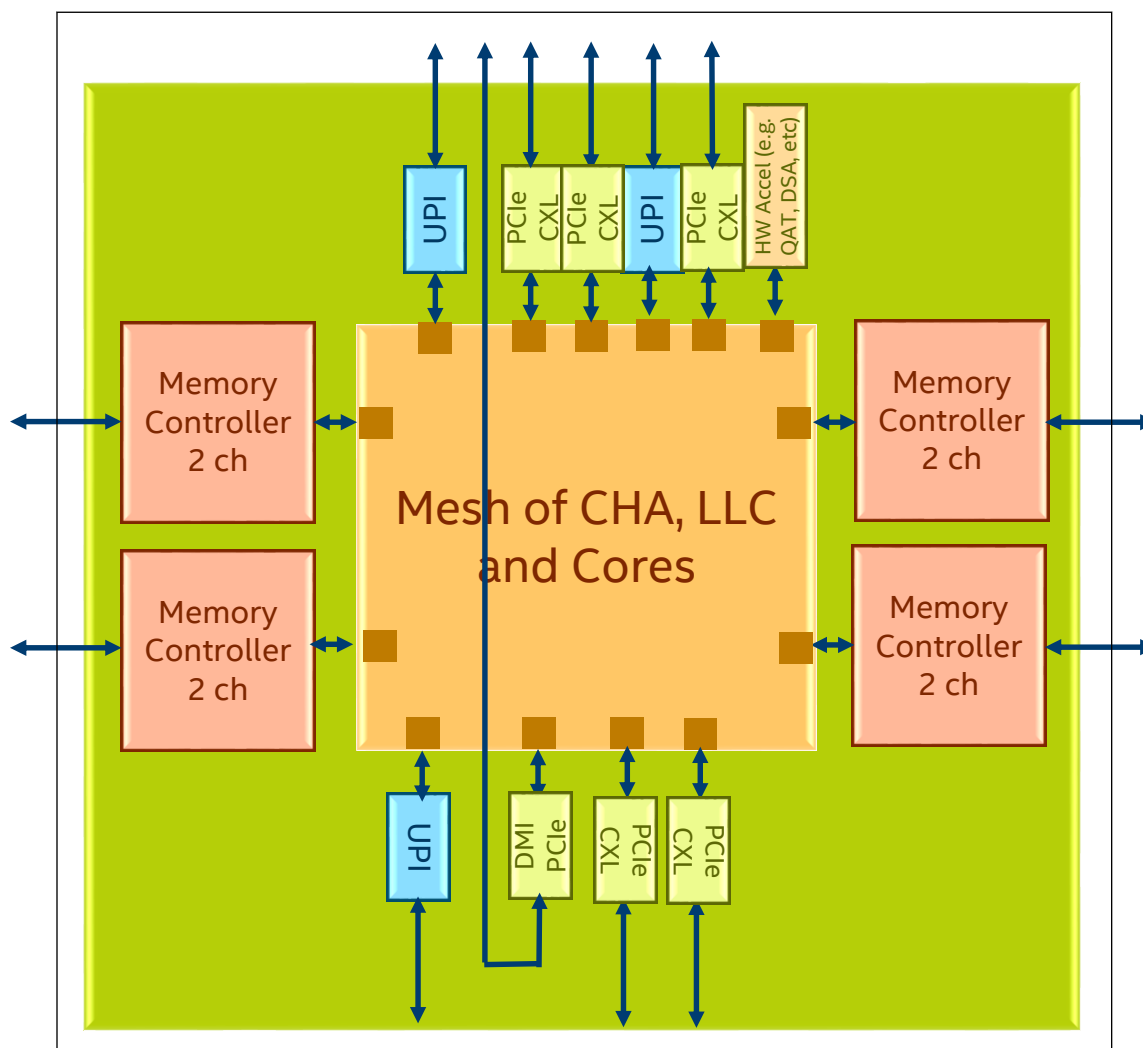 UPI
PCIe
CXL
PCIe
CXL
UPI
PCIe
CXL
HW Accel (e.g.
QAT, DSA, etc)
Memory
Controller
2 ch
Memory
Controller
2 ch
Mesh of CHA, LLC
and Cores
Memory
Controller
2 ch
Memory
Controller
2 ch
UPI
DMI
PCIe
PCIe
CXL
PCIe
CXL